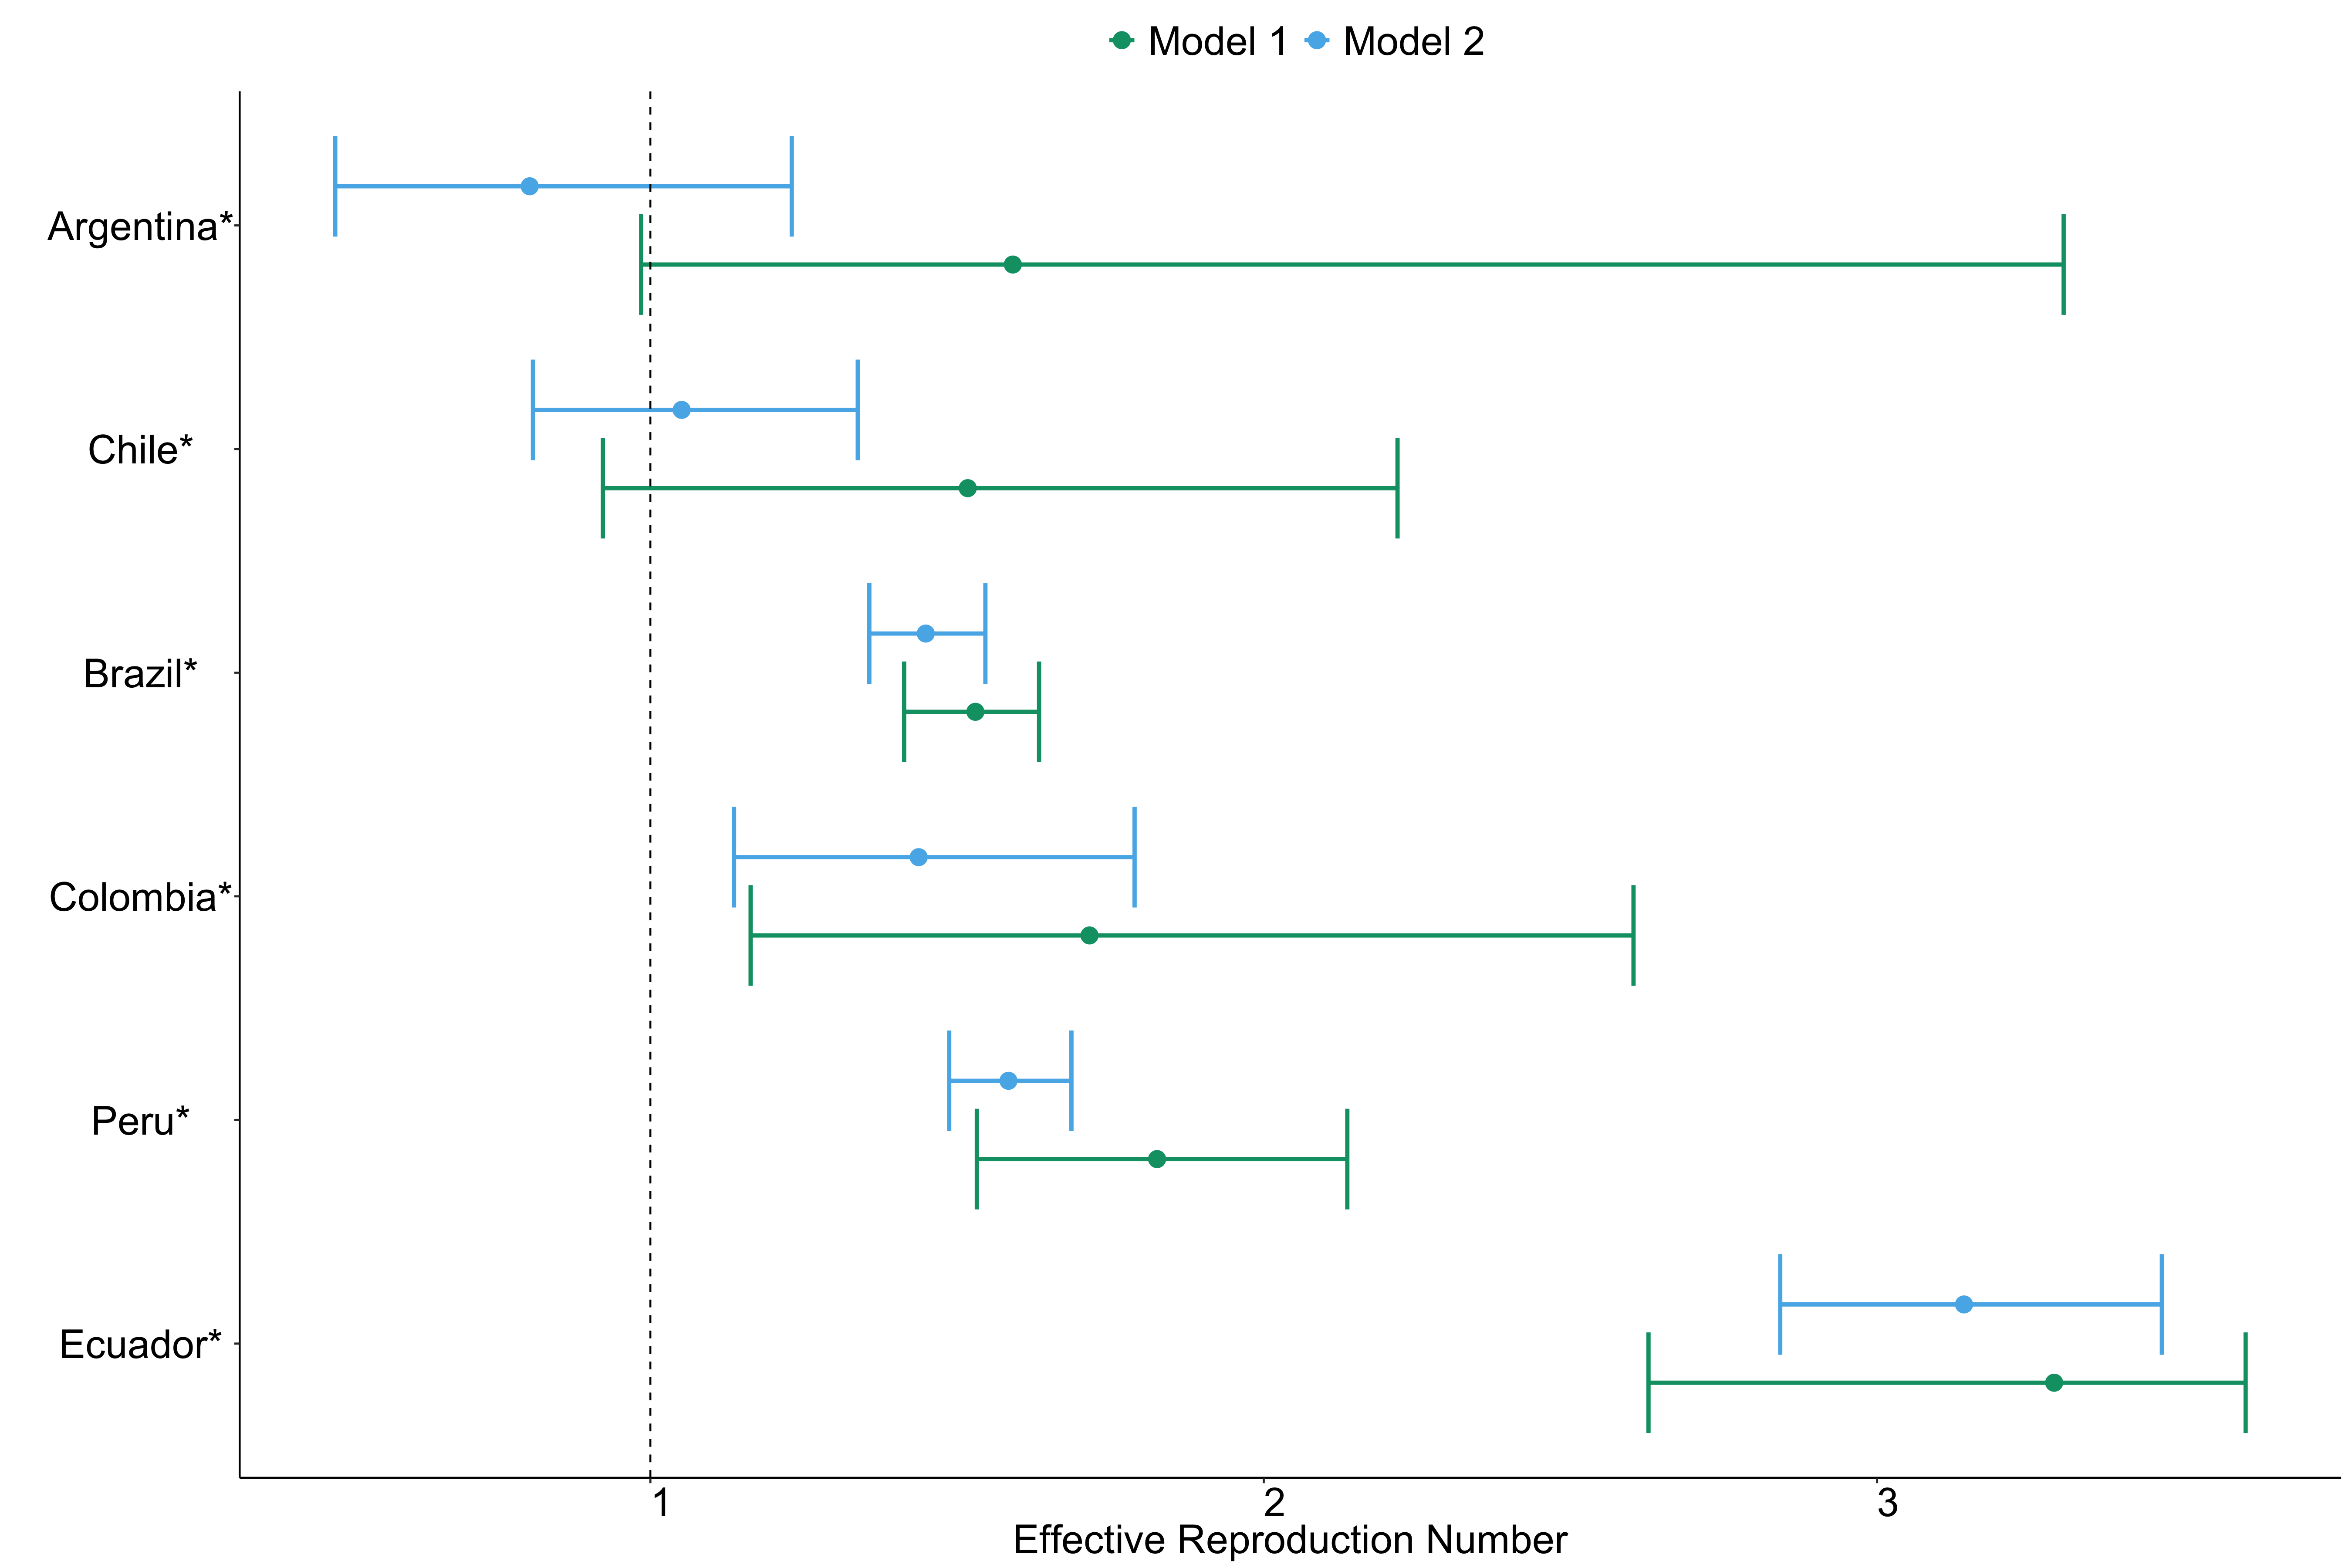 Model 1 Model 2
Argentina*
Chile*
Brazil*
Colombia*
Peru*
Ecuador*
1 2 3
Effective Reproduction Number